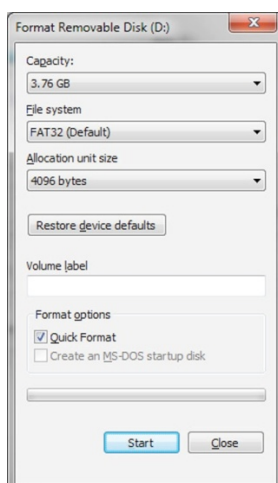 Format Removable Disk (D:)
Capacity:
3.76 GB
File system
FAT32 (Default)
Allocation unit size
4096 bytes
Restore device defaults
Volume label
Format options
Quick Format
Create an MS-DOS startup disk
Start
Close